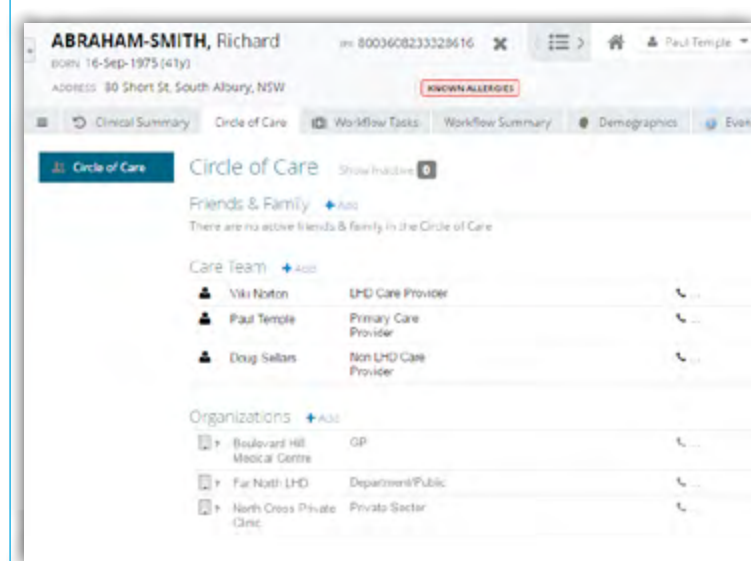 ABRAHAM-SMITH, Richard IHI 8003608233328616 Paul Temple
BORN 16-Sep-1975 (41y)
ADDRESS 80 Short St, South Albury, NSW KNOWN ALLERGIES
Clinical Summary Circle of Care Workflow Tasks Workflow Summary Demographics Even
Circle of Care
Circle of Care Show Inactive 0
Friends & Family + Add
There are no active friends & family in the Circle of Care
Care Team + Add
Viki Norton LHD Care Provider ...
Paul Temple Primary Care ...
Provider
Doug Sellars Non LHD Care ...
Provider
Organizations + Add
Boulevard Hill GP ...
Medical Centre
Far North LHD Department/Public ...
North Cross Private Private Sector ...
Clinic